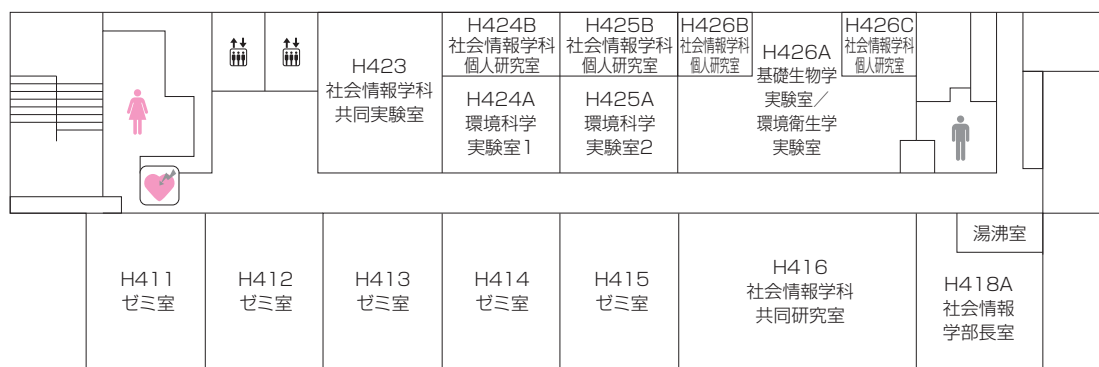 H423
社会情報学科
共同実験室
H424B
社会情報学科
個人研究室
H425B
社会情報学科
個人研究室
H426B
社会情報学科
個人研究室
H426A
基礎生物学
実験室／
環境衛生学
実験室
H426C
社会情報学科
個人研究室
H424A
環境科学
実験室1
H425A
環境科学
実験室2
H411
ゼミ室
H412
ゼミ室
H413
ゼミ室
H414
ゼミ室
H415
ゼミ室
H416
社会情報学科
共同研究室
湯沸室
H418A
社会情報
学部長室